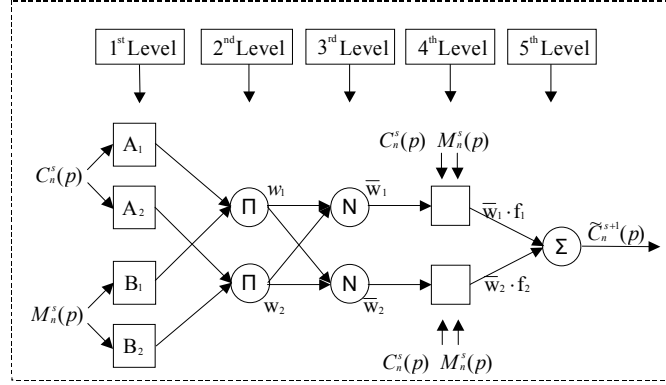 1st Level 2nd Level 3rd Level 4th Level 5th Level
C_n^s(p) M_n^s(p)
A₁
C_n^s(p)
w₁ w̅₁
A₂
Π N w̅₁·f₁
C̃_n^{s+1}(p)
Σ
B₁
Π N w̅₂·f₂
M_n^s(p)
w₂ w̅₂
B₂
C_n^s(p) M_n^s(p)